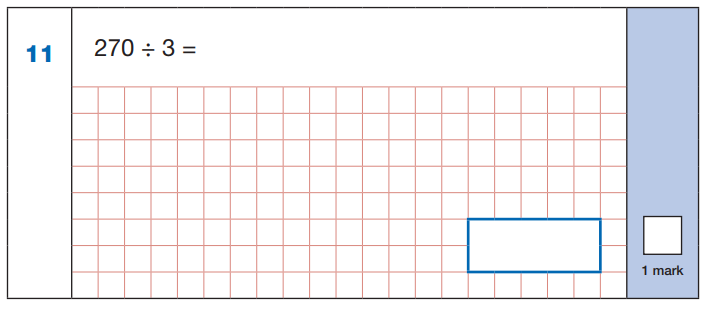 11
270 ÷ 3 =
1 mark